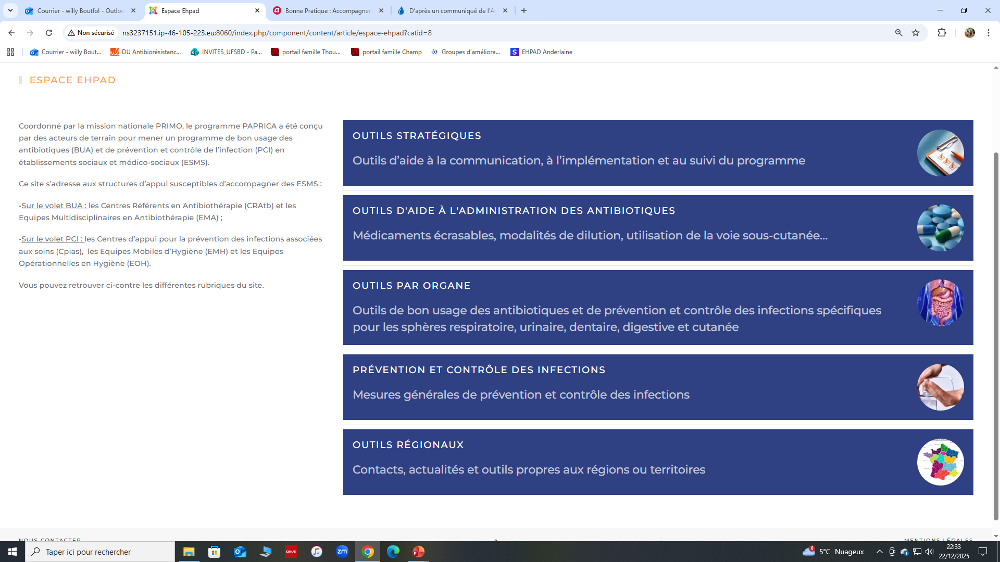 Courrier - willy Boutfol - Outlo
Espace Ehpad
Bonne Pratique : Accompagner
D'après un communiqué de l'A
Non sécurisé
ns3237151.ip-46-105-223.eu:8060/index.php/component/content/article/espace-ehpad?catid=8
Courrier - willy Bout...
DU Antibiorésistanc...
INVITES_UFSBD - Pa...
portail famille Thou...
portail famille Champ
Groupes d'améliora...
EHPAD Anderlaine
ESPACE EHPAD
Coordonné par la mission nationale PRIMO, le programme PAPRICA a été conçu
par des acteurs de terrain pour mener un programme de bon usage des
antibiotiques (BUA) et de prévention et contrôle de l'infection (PCI) en
établissements sociaux et médico-sociaux (ESMS).
Ce site s'adresse aux structures d'appui susceptibles d'accompagner des ESMS :
-Sur le volet BUA : les Centres Référents en Antibiothérapie (CRAtb) et les
Equipes Multidisciplinaires en Antibiothérapie (EMA) ;
-Sur le volet PCI : les Centres d'appui pour la prévention des infections associées
aux soins (Cpias), les Equipes Mobiles d'Hygiène (EMH) et les Equipes
Opérationnelles en Hygiène (EOH).
Vous pouvez retrouver ci-contre les différentes rubriques du site.
OUTILS STRATÉGIQUES
Outils d'aide à la communication, à l'implémentation et au suivi du programme
OUTILS D'AIDE À L'ADMINISTRATION DES ANTIBIOTIQUES
Médicaments écrasables, modalités de dilution, utilisation de la voie sous-cutanée...
OUTILS PAR ORGANE
Outils de bon usage des antibiotiques et de prévention et contrôle des infections spécifiques
pour les sphères respiratoire, urinaire, dentaire, digestive et cutanée
PRÉVENTION ET CONTRÔLE DES INFECTIONS
Mesures générales de prévention et contrôle des infections
OUTILS RÉGIONAUX
Contacts, actualités et outils propres aux régions ou territoires
NOUS CONTACTER
MENTIONS LÉGALES
Taper ici pour rechercher
cewe
zm
6
5°C Nuageux
22:33
22/12/2025